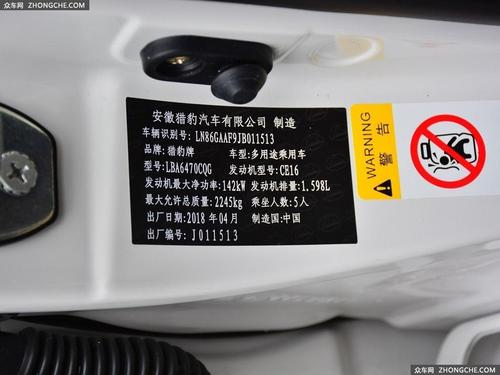 众车网 ZHONGCHE.COM
安徽猎豹汽车有限公司 制造
车辆识别号: LN86GAAF9JB011513
品牌: 猎豹牌 车型: 多用途乘用车
型号: LBA6470CQG 发动机型号: CE16
发动机最大净功率: 142kW 发动机排量: 1.598L
最大允许总质量: 2245kg 乘坐人数: 5人
出厂日期: 2018 年 04月 制造国: 中国
出厂编号: J011513
WARNING
警告
众车网 ZHONGCHE.COM